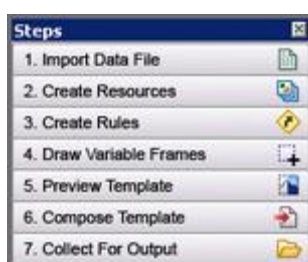 Steps
1. Import Data File
2. Create Resources
3. Create Rules
4. Draw Variable Frames
5. Preview Template
6. Compose Template
7. Collect For Output